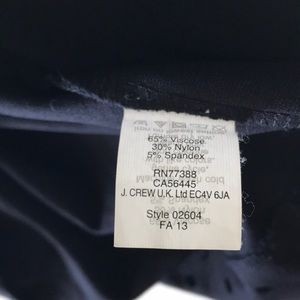 65% Viscose
30% Nylon
5% Spandex
RN77388
CA56445
J. CREW U.K. Ltd EC4V 6JA
Style 02604
FA 13